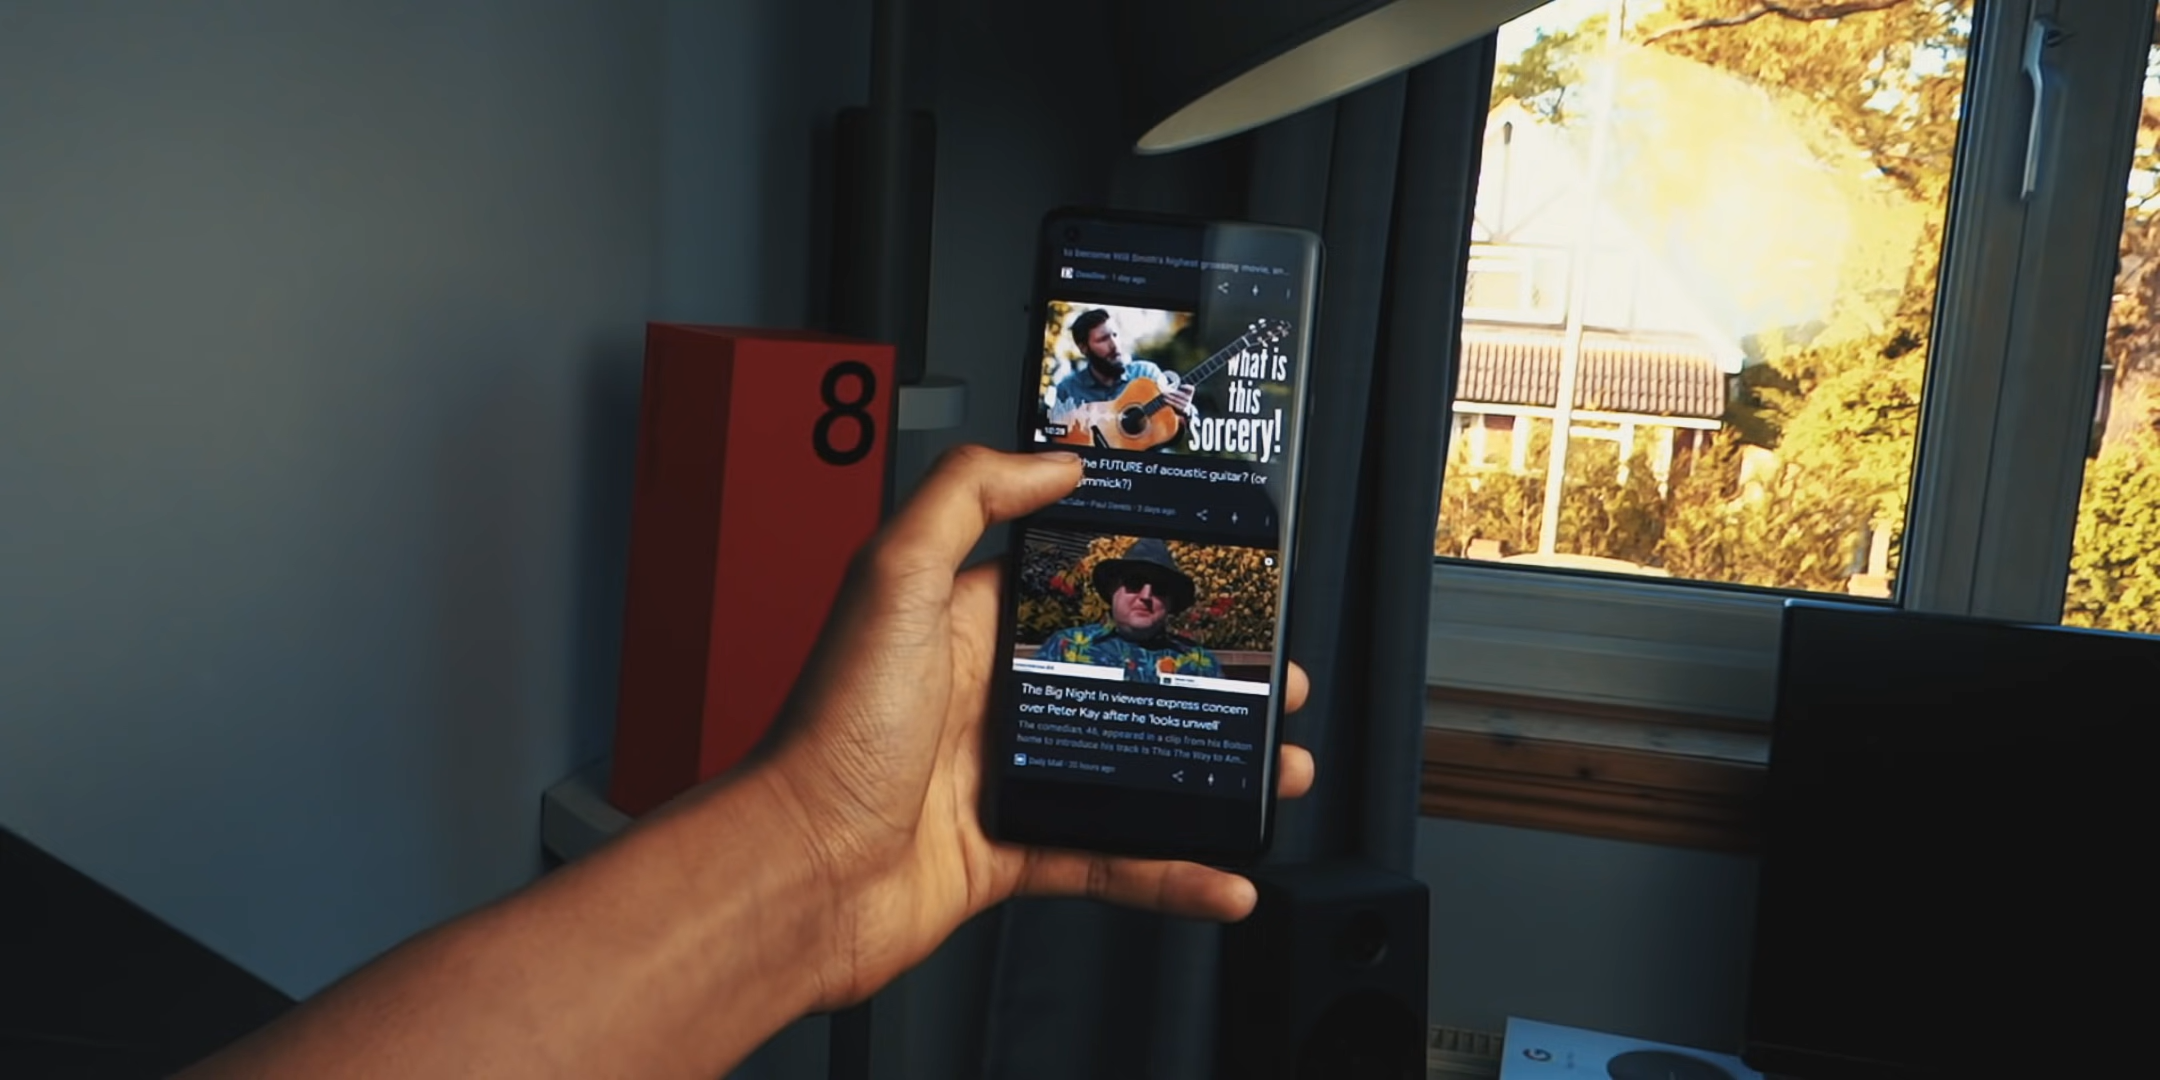 to become Will Smith's highest grossing movie, an...
Deadline · 1 day ago
what is
this
sorcery!
10:28
the FUTURE of acoustic guitar? (or
gimmick?)
Tube · Paul Davids · 3 days ago
The Big Night In viewers express concern
over Peter Kay after he 'looks unwell'
The comedian, 46, appeared in a clip from his Bolton
home to introduce his track Is This The Way to Am...
Daily Mail · 20 hours ago
8
G